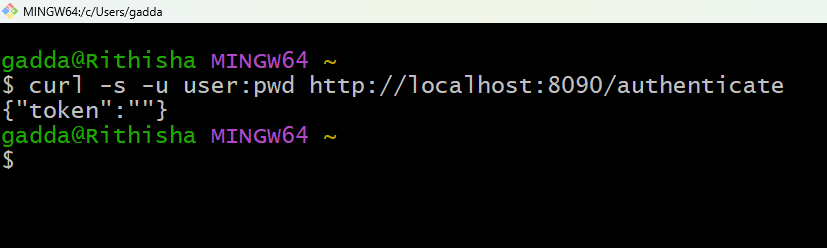 MINGW64:/c/Users/gadda
gadda@Rithisha MINGW64 ~
$ curl -s -u user:pwd http://localhost:8090/authenticate
{"token":""}
gadda@Rithisha MINGW64 ~
$